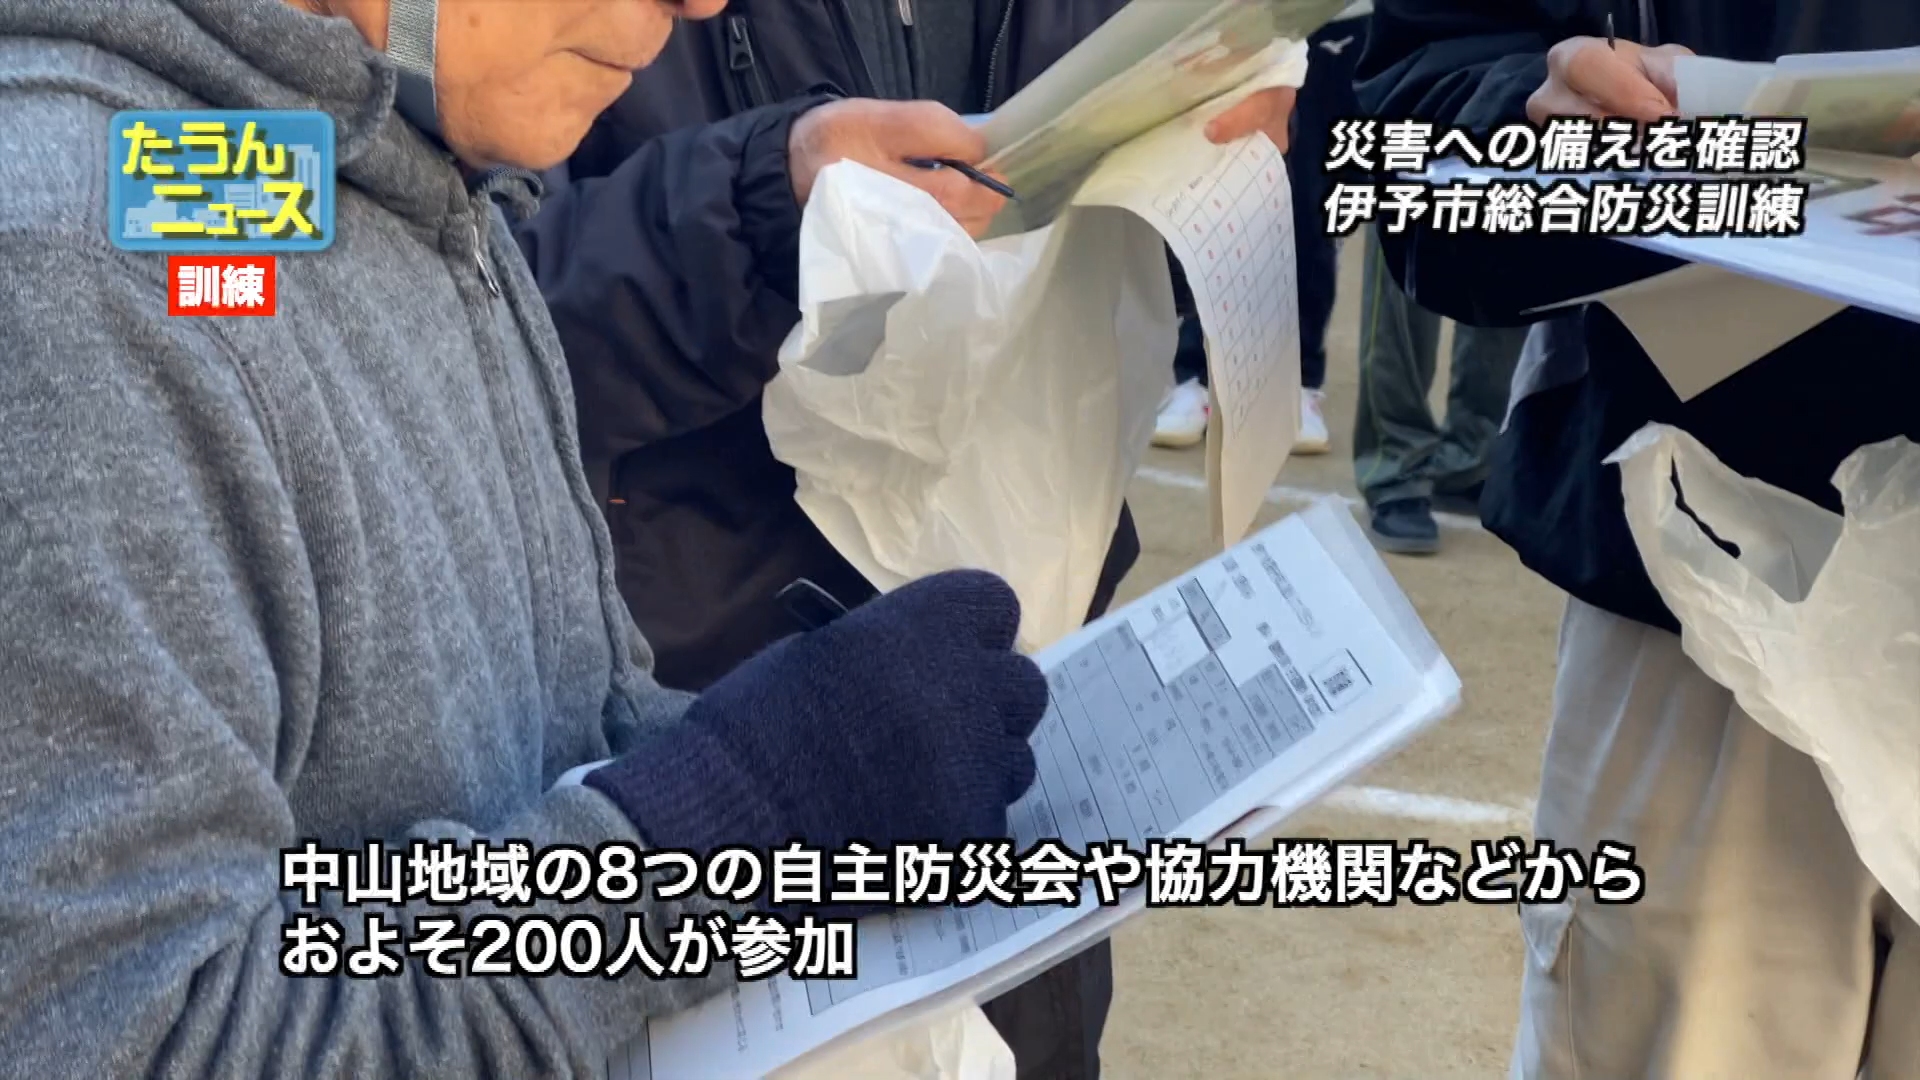 たうん
ニュース
訓練
災害への備えを確認
伊予市総合防災訓練
中山地域の8つの自主防災会や協力機関などから
およそ200人が参加